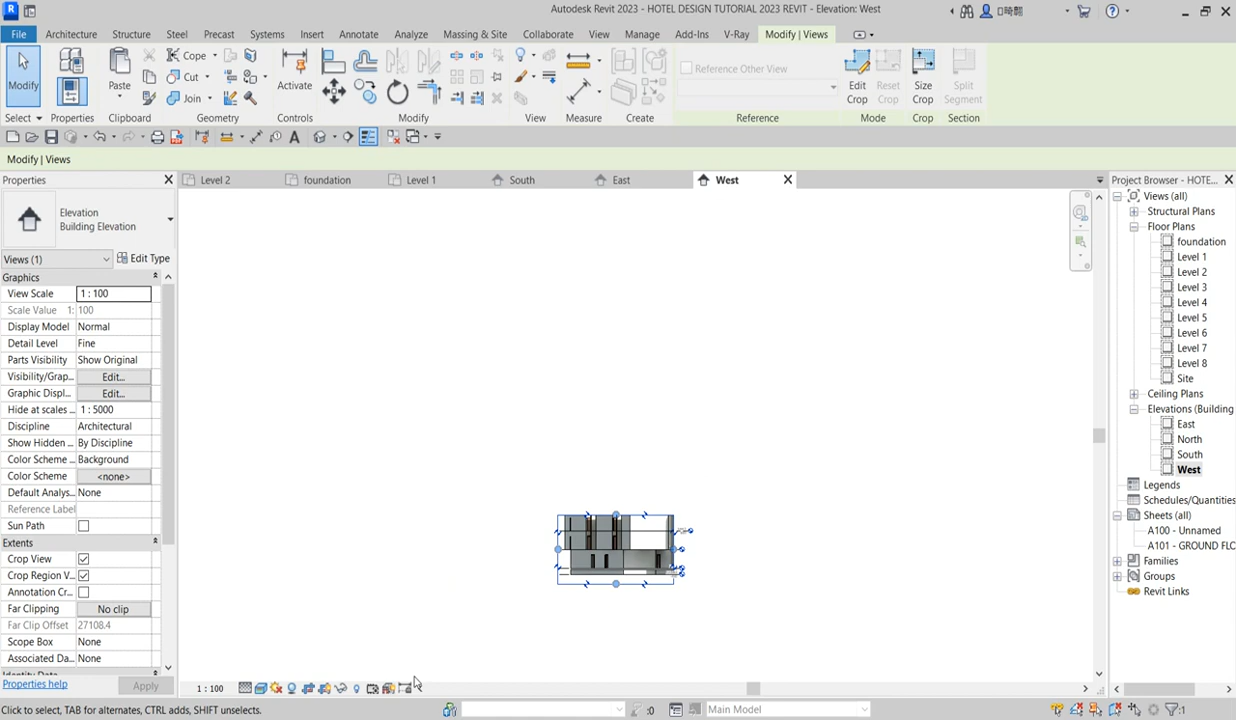 Autodesk Revit 2023 - HOTEL DESIGN TUTORIAL 2023 REVIT - Elevation: West
File Architecture Structure Steel Precast Systems Insert Annotate Analyze Massing & Site Collaborate View Manage Add-Ins V-Ray Modify | Views
Cope
Cut
Join
Reference Other View
Modify
Paste
Activate
Edit Crop
Reset Crop
Size Crop
Split Segment
Select Properties Clipboard Geometry Controls Modify View Measure Create Reference Mode Crop Section
Modify | Views
Properties
Level 2 foundation Level 1 South East West
Project Browser - HOTE...
Elevation
Building Elevation
Views (1)
Edit Type
Graphics
View Scale 1 : 100
Scale Value 1: 100
Display Model Normal
Detail Level Fine
Parts Visibility Show Original
Visibility/Grap... Edit...
Graphic Displ... Edit...
Hide at scales ... 1 : 5000
Discipline Architectural
Show Hidden ... By Discipline
Color Scheme ... Background
Color Scheme <none>
Default Analys... None
Reference Label
Sun Path
Extents
Crop View
Crop Region V...
Annotation Cr...
Far Clipping No clip
Far Clip Offset 27108.4
Scope Box None
Associated Da... None
Identity Data
Properties help
Apply
Views (all)
Structural Plans
Floor Plans
foundation
Level 1
Level 2
Level 3
Level 4
Level 5
Level 6
Level 7
Level 8
Site
Ceiling Plans
Elevations (Building
East
North
South
West
Legends
Schedules/Quantities
Sheets (all)
A100 - Unnamed
A101 - GROUND FLC
Families
Groups
Revit Links
1 : 100
Click to select, TAB for alternates, CTRL adds, SHIFT unselects.
:0
Main Model
:1